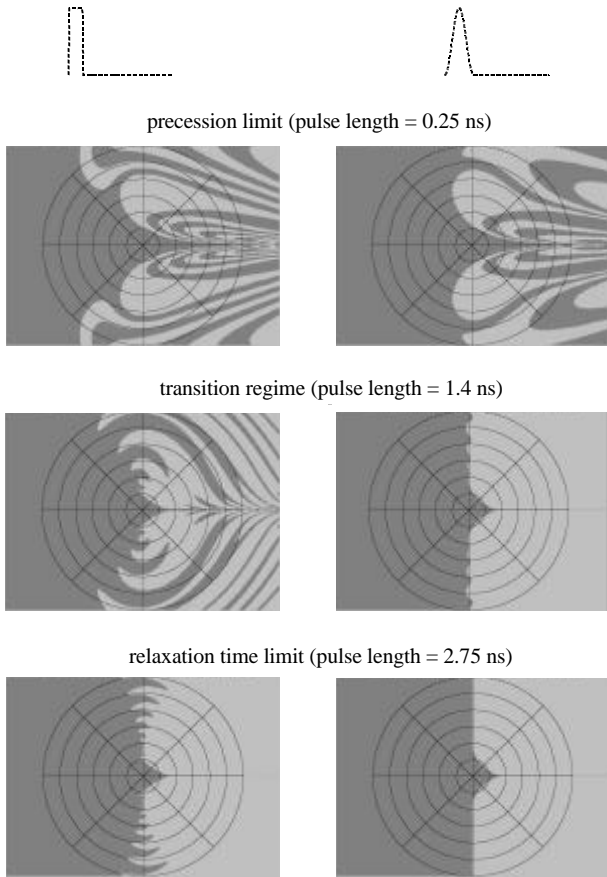 precession limit (pulse length = 0.25 ns)
transition regime (pulse length = 1.4 ns)
relaxation time limit (pulse length = 2.75 ns)